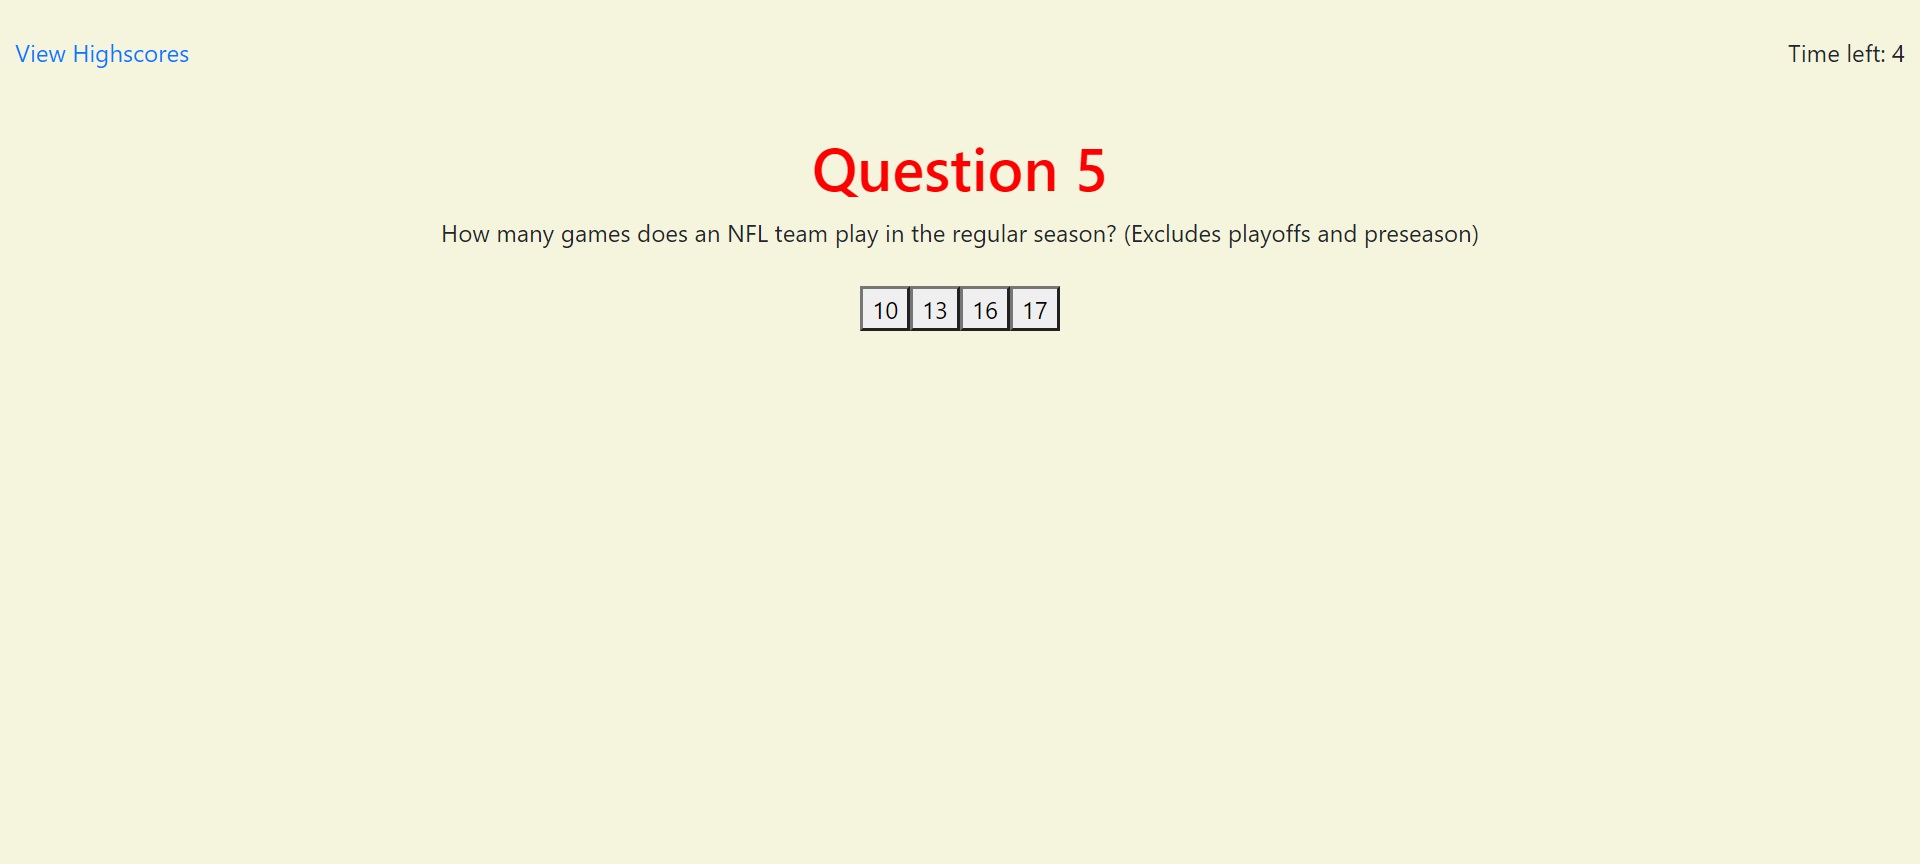 View Highscores
Time left: 4
Question 5
How many games does an NFL team play in the regular season? (Excludes playoffs and preseason)
10 13 16 17